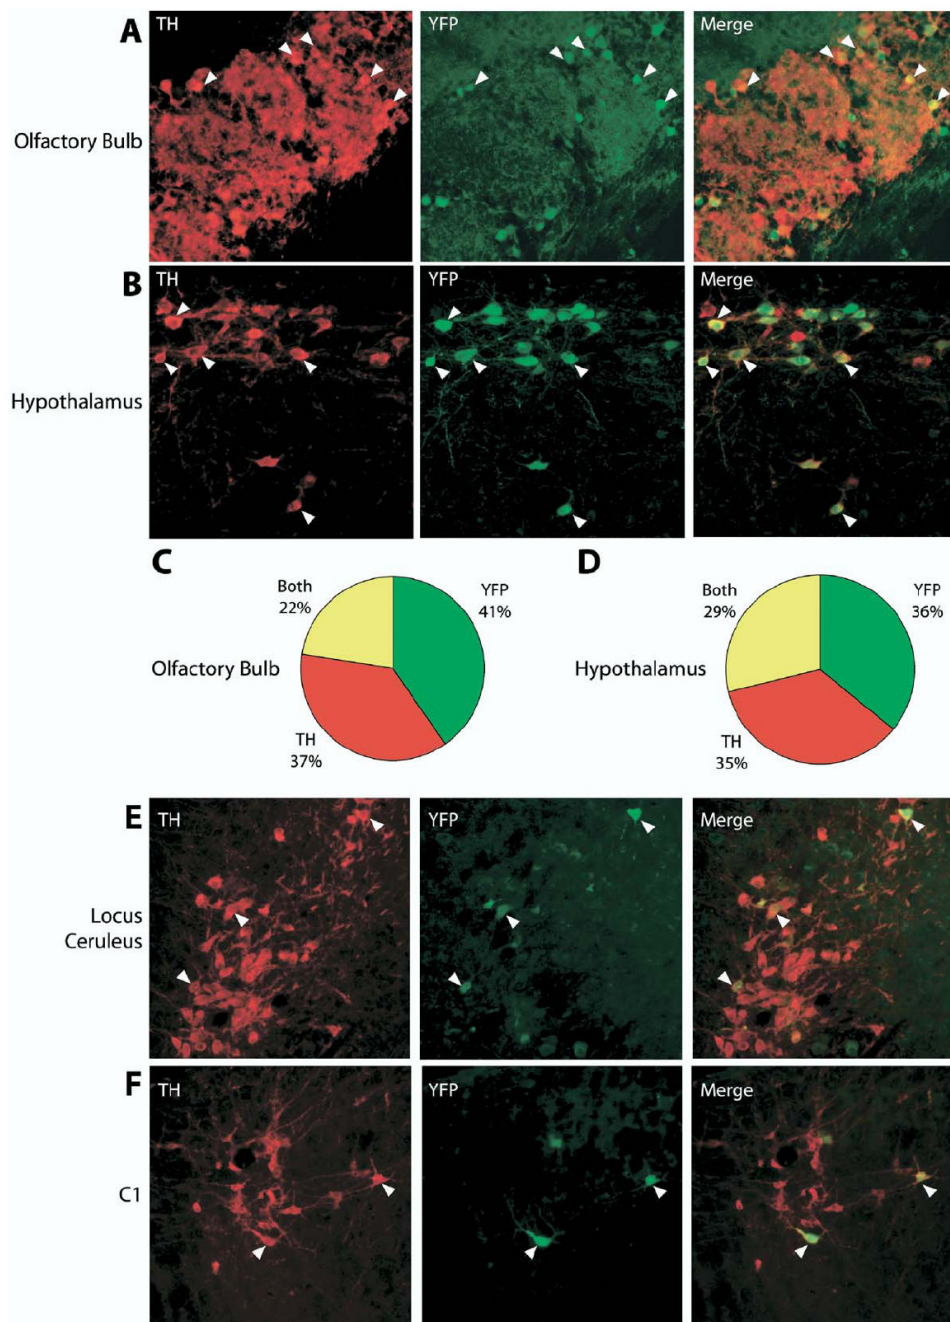 A
TH
YFP
Merge
Olfactory Bulb
B
TH
YFP
Merge
Hypothalamus
C
Both
22%
YFP
41%
Olfactory Bulb
TH
37%
D
Both
29%
YFP
36%
Hypothalamus
TH
35%
E
TH
YFP
Merge
Locus
Ceruleus
F
TH
YFP
Merge
C1